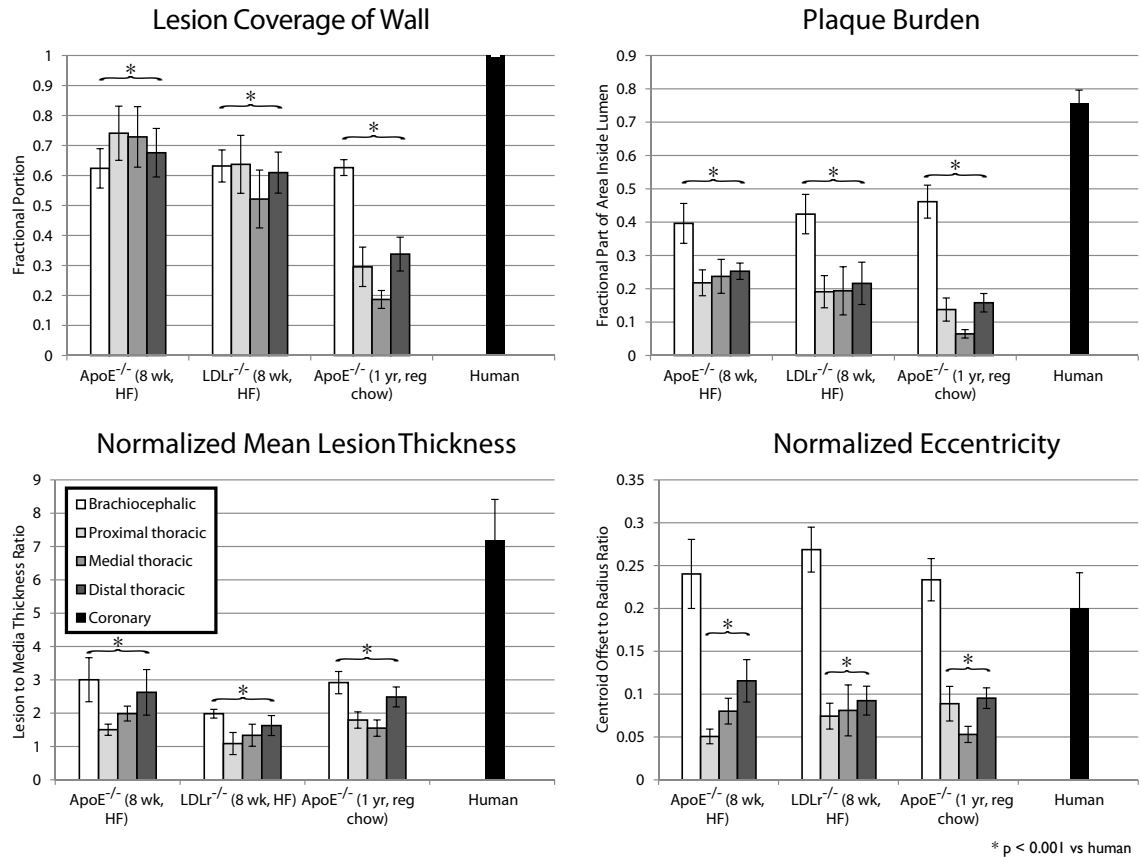 Lesion Coverage of Wall
Fractional Portion
1
0.9
0.8
0.7
0.6
0.5
0.4
0.3
0.2
0.1
0
*
*
*
ApoE-/- (8 wk, HF)
LDLr-/- (8 wk, HF)
ApoE-/- (1 yr, reg chow)
Human
Plaque Burden
Fractional Part of Area Inside Lumen
0.9
0.8
0.7
0.6
0.5
0.4
0.3
0.2
0.1
0
*
*
*
ApoE-/- (8 wk, HF)
LDLr-/- (8 wk, HF)
ApoE-/- (1 yr, reg chow)
Human
Normalized Mean Lesion Thickness
Lesion to Media Thickness Ratio
9
8
7
6
5
4
3
2
1
0
Brachiocephalic
Proximal thoracic
Medial thoracic
Distal thoracic
Coronary
*
*
*
ApoE-/- (8 wk, HF)
LDLr-/- (8 wk, HF)
ApoE-/- (1 yr, reg chow)
Human
Normalized Eccentricity
Centroid Offset to Radius Ratio
0.35
0.3
0.25
0.2
0.15
0.1
0.05
0
*
*
*
ApoE-/- (8 wk, HF)
LDLr-/- (8 wk, HF)
ApoE-/- (1 yr, reg chow)
Human
* p < 0.001 vs human